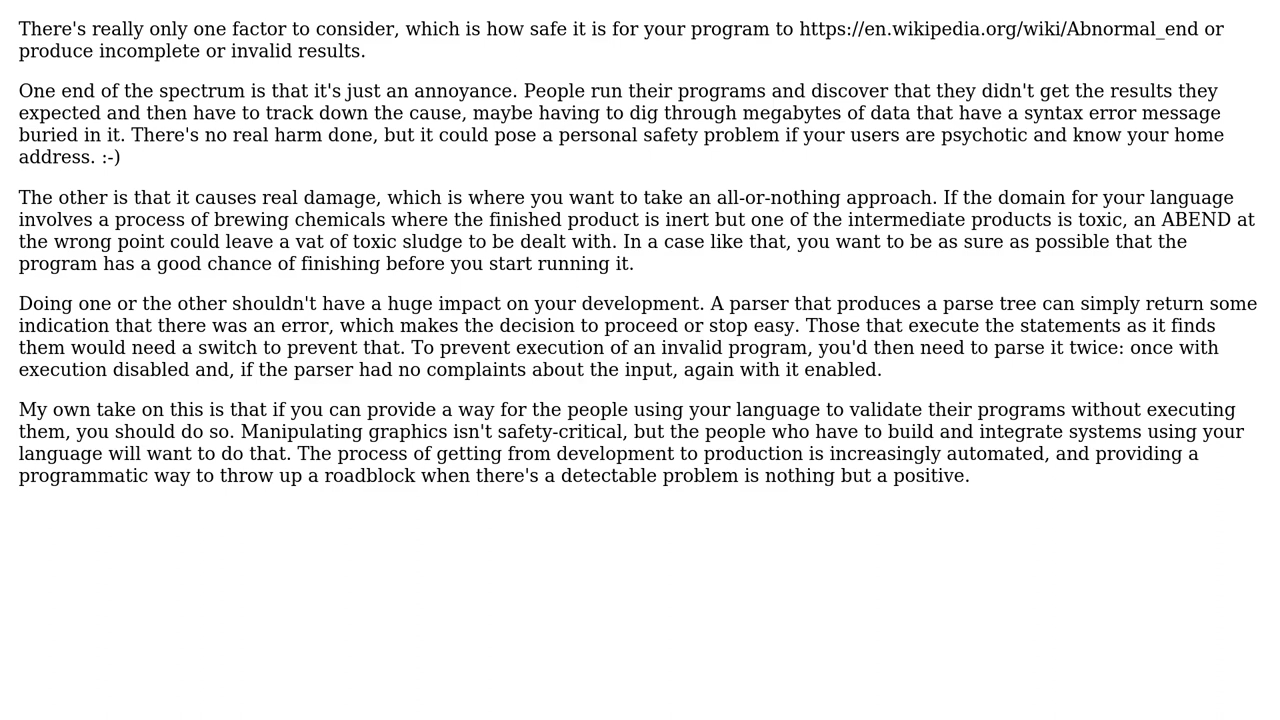 There's really only one factor to consider, which is how safe it is for your program to https://en.wikipedia.org/wiki/Abnormal_end or
produce incomplete or invalid results.
One end of the spectrum is that it's just an annoyance. People run their programs and discover that they didn't get the results they
expected and then have to track down the cause, maybe having to dig through megabytes of data that have a syntax error message
buried in it. There's no real harm done, but it could pose a personal safety problem if your users are psychotic and know your home
address. :-)
The other is that it causes real damage, which is where you want to take an all-or-nothing approach. If the domain for your language
involves a process of brewing chemicals where the finished product is inert but one of the intermediate products is toxic, an ABEND at
the wrong point could leave a vat of toxic sludge to be dealt with. In a case like that, you want to be as sure as possible that the
program has a good chance of finishing before you start running it.
Doing one or the other shouldn't have a huge impact on your development. A parser that produces a parse tree can simply return some
indication that there was an error, which makes the decision to proceed or stop easy. Those that execute the statements as it finds
them would need a switch to prevent that. To prevent execution of an invalid program, you'd then need to parse it twice: once with
execution disabled and, if the parser had no complaints about the input, again with it enabled.
My own take on this is that if you can provide a way for the people using your language to validate their programs without executing
them, you should do so. Manipulating graphics isn't safety-critical, but the people who have to build and integrate systems using your
language will want to do that. The process of getting from development to production is increasingly automated, and providing a
programmatic way to throw up a roadblock when there's a detectable problem is nothing but a positive.